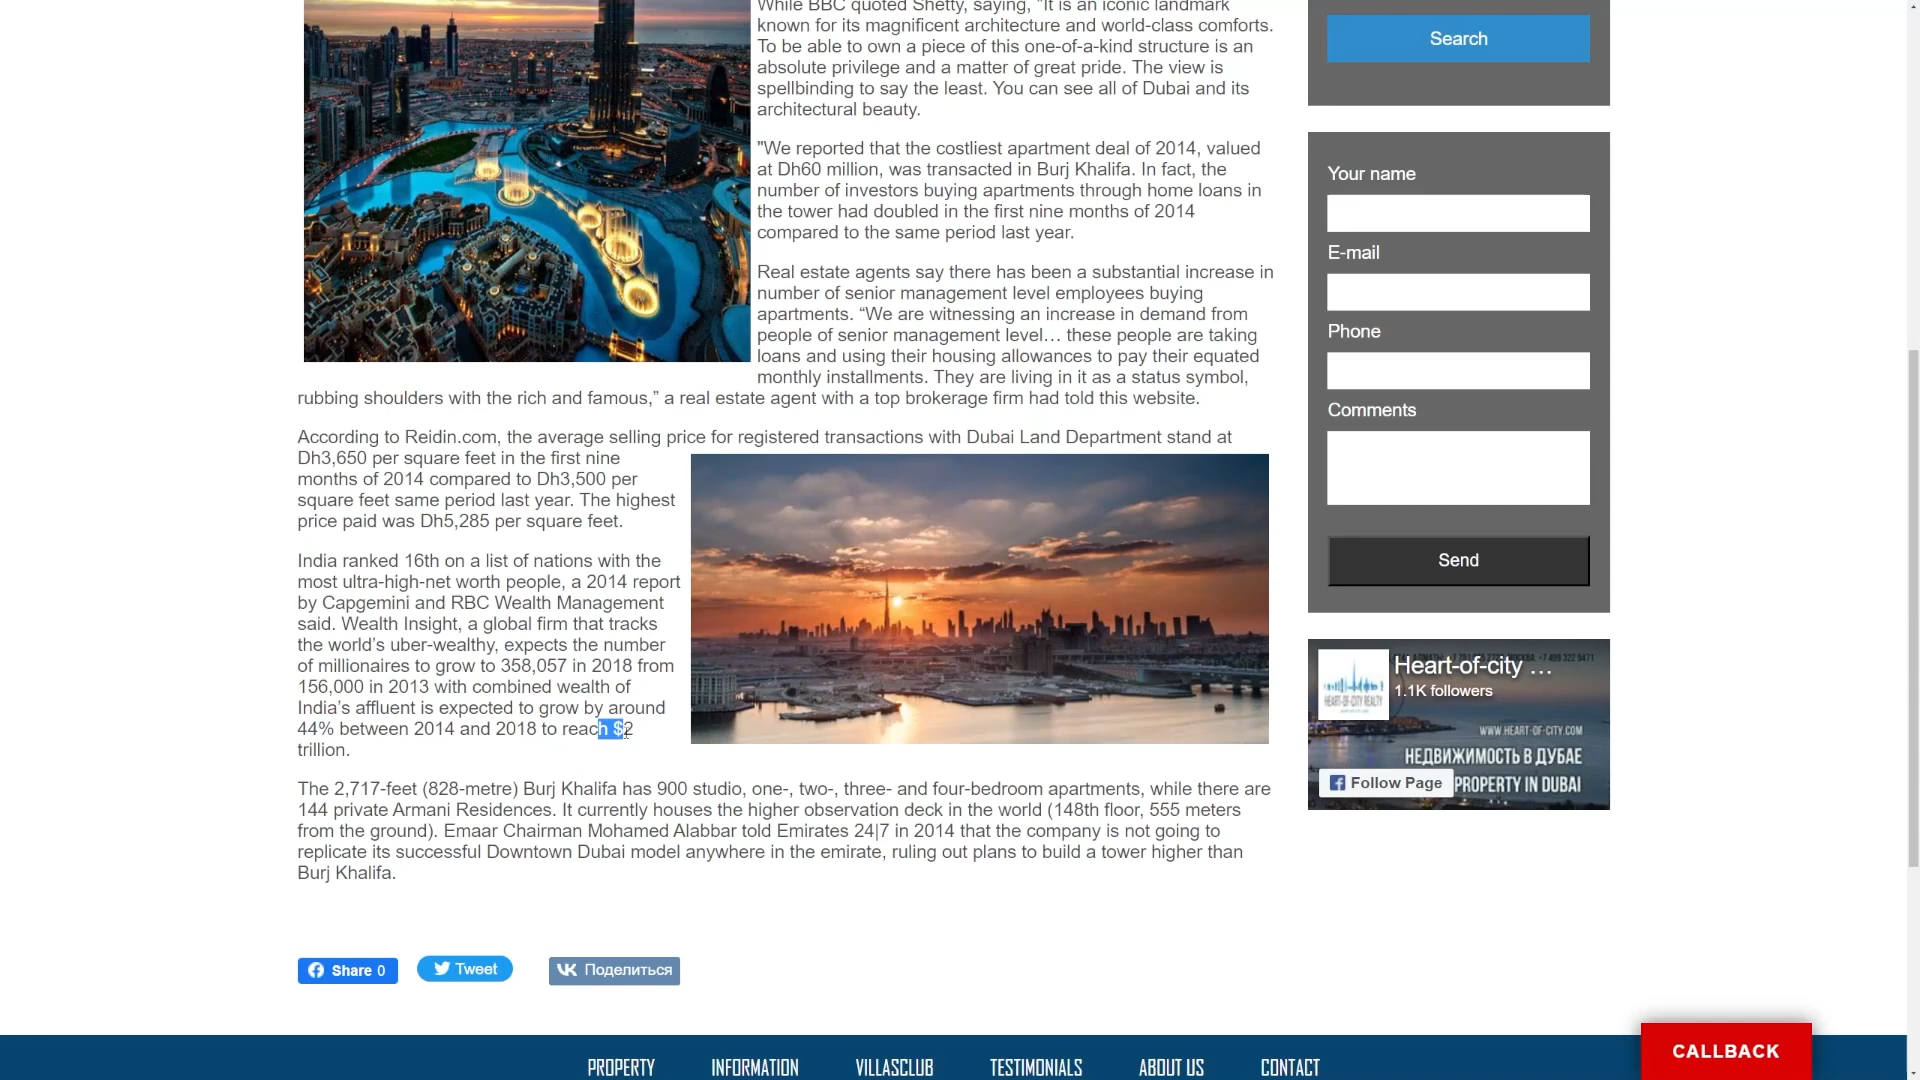 While BBC quoted Shetty, saying, "It is an iconic landmark
known for its magnificent architecture and world-class comforts.
To be able to own a piece of this one-of-a-kind structure is an
absolute privilege and a matter of great pride. The view is
spellbinding to say the least. You can see all of Dubai and its
architectural beauty.
"We reported that the costliest apartment deal of 2014, valued
at Dh60 million, was transacted in Burj Khalifa. In fact, the
number of investors buying apartments through home loans in
the tower had doubled in the first nine months of 2014
compared to the same period last year.
Real estate agents say there has been a substantial increase in
number of senior management level employees buying
apartments. “We are witnessing an increase in demand from
people of senior management level… these people are taking
loans and using their housing allowances to pay their equated
monthly installments. They are living in it as a status symbol,
rubbing shoulders with the rich and famous,” a real estate agent with a top brokerage firm had told this website.
According to Reidin.com, the average selling price for registered transactions with Dubai Land Department stand at
Dh3,650 per square feet in the first nine
months of 2014 compared to Dh3,500 per
square feet same period last year. The highest
price paid was Dh5,285 per square feet.
India ranked 16th on a list of nations with the
most ultra-high-net worth people, a 2014 report
by Capgemini and RBC Wealth Management
said. Wealth Insight, a global firm that tracks
the world’s uber-wealthy, expects the number
of millionaires to grow to 358,057 in 2018 from
156,000 in 2013 with combined wealth of
India’s affluent is expected to grow by around
44% between 2014 and 2018 to reach $2
trillion.
The 2,717-feet (828-metre) Burj Khalifa has 900 studio, one-, two-, three- and four-bedroom apartments, while there are
144 private Armani Residences. It currently houses the higher observation deck in the world (148th floor, 555 meters
from the ground). Emaar Chairman Mohamed Alabbar told Emirates 24|7 in 2014 that the company is not going to
replicate its successful Downtown Dubai model anywhere in the emirate, ruling out plans to build a tower higher than
Burj Khalifa.
Share 0
Tweet
Поделиться
Search
Your name
E-mail
Phone
Comments
Send
Heart-of-city …
1.1K followers
HEART-OF-CITY REALTY
WWW.HEART-OF-CITY.COM
НЕДВИЖИМОСТЬ В ДУБАЕ
Follow Page
PROPERTY IN DUBAI
PROPERTY
INFORMATION
VILLASCLUB
TESTIMONIALS
ABOUT US
CONTACT
CALLBACK